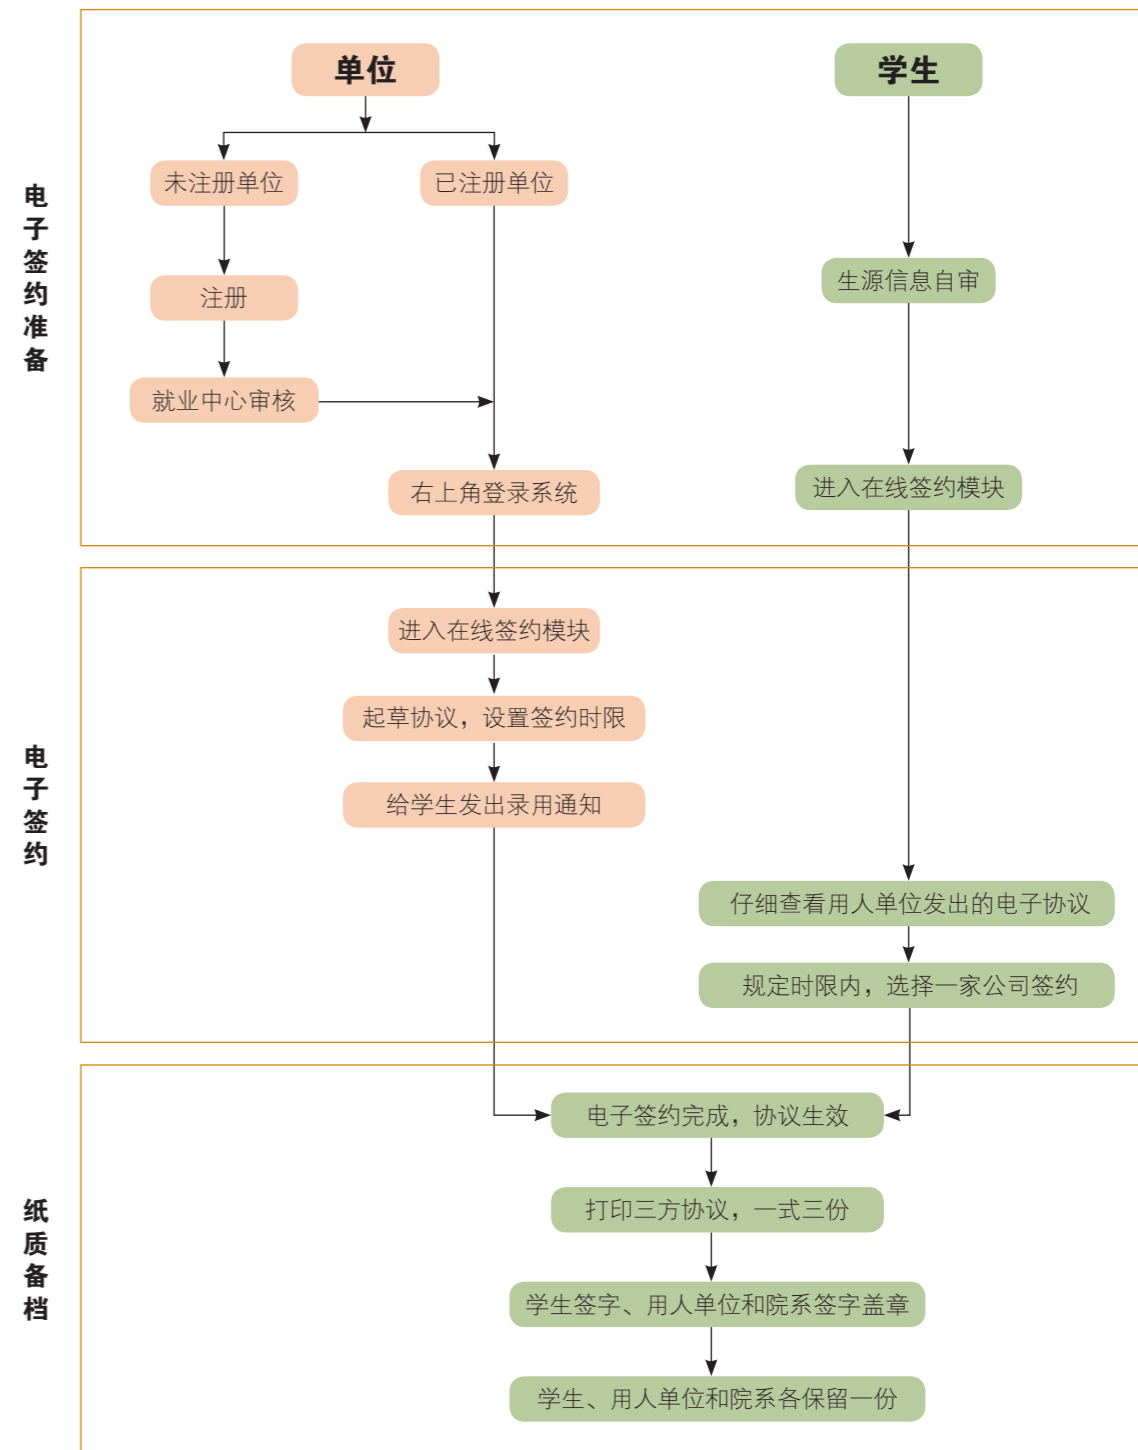 电子签约准备
单位
学生
未注册单位
已注册单位
注册
生源信息自审
就业中心审核
右上角登录系统
进入在线签约模块
电子签约
进入在线签约模块
起草协议，设置签约时限
给学生发出录用通知
仔细查看用人单位发出的电子协议
规定时限内，选择一家公司签约
纸质备档
电子签约完成，协议生效
打印三方协议，一式三份
学生签字、用人单位和院系签字盖章
学生、用人单位和院系各保留一份